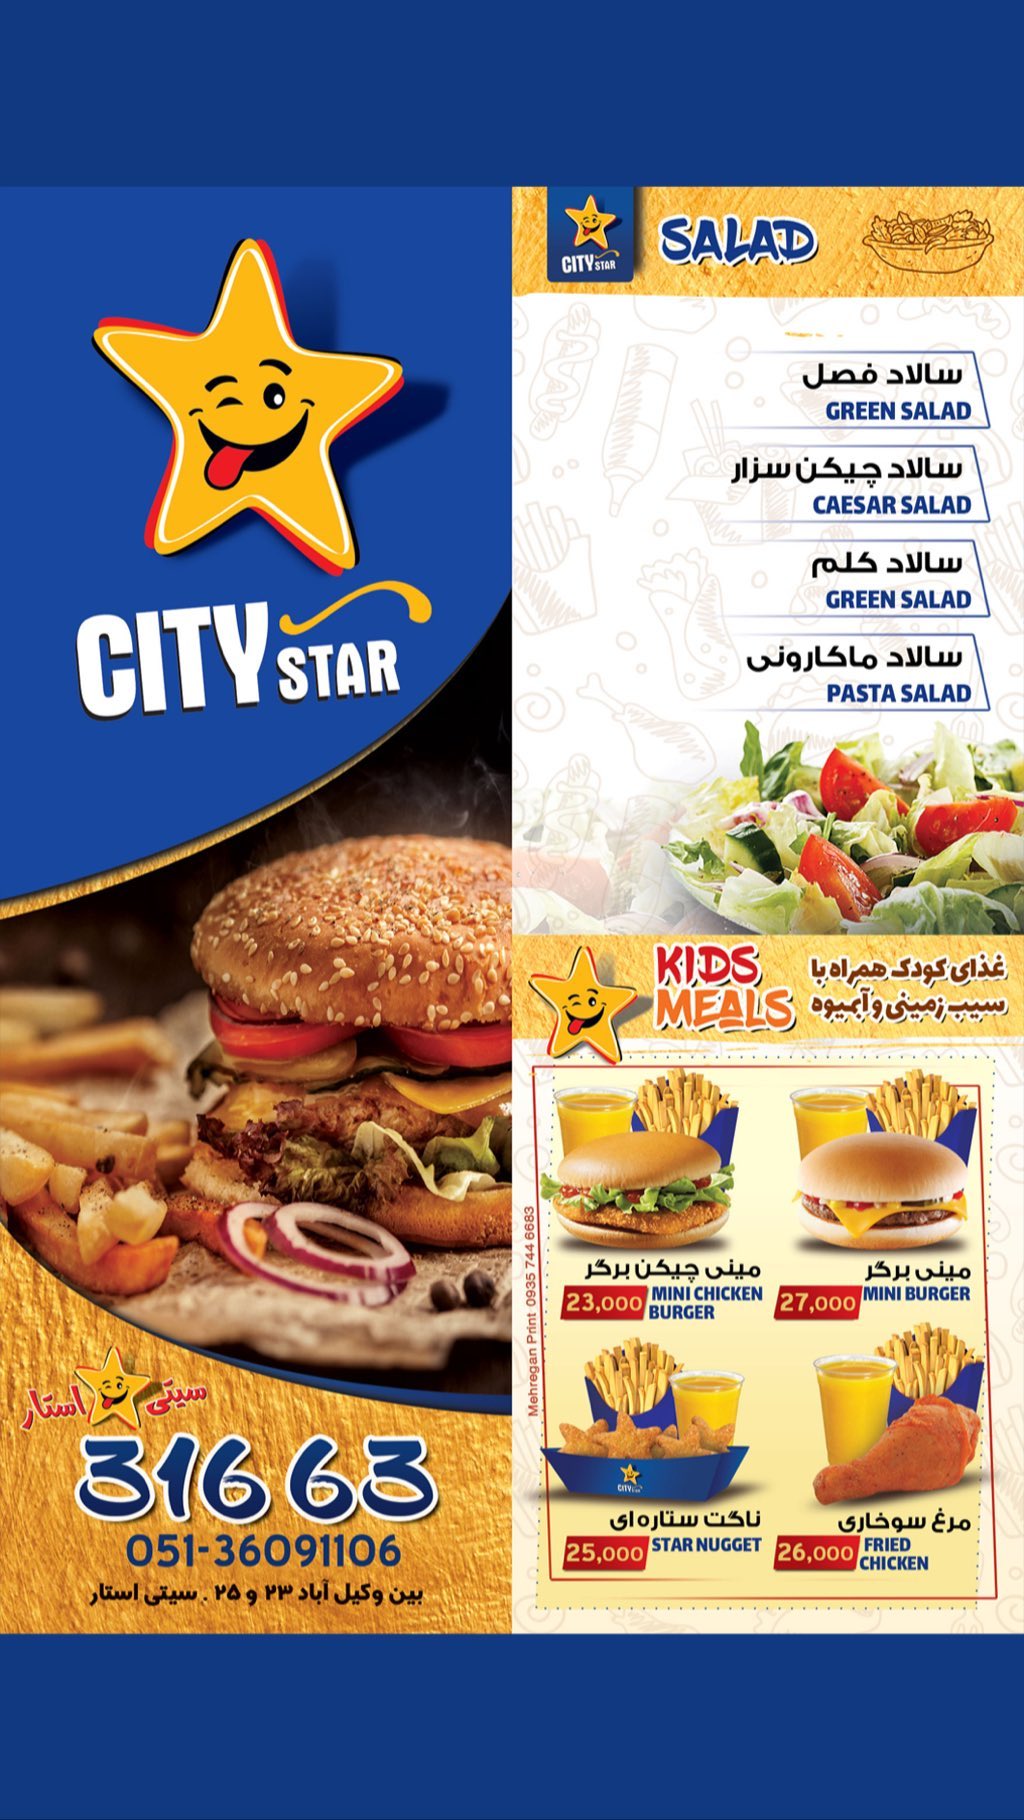 CITY STAR
سیتی استار
31663
051-36091106
بین وکیل آباد ۲۳ و ۲۵ . سیتی استار
CITY STAR
SALAD
سالاد فصل
GREEN SALAD
سالاد چیکن سزار
CAESAR SALAD
سالاد کلم
GREEN SALAD
سالاد ماکارونی
PASTA SALAD
KIDS
MEALS
غذای کودک همراه با
سیب زمینی و آبمیوه
مینی چیکن برگر
23,000 MINI CHICKEN
BURGER
مینی برگر
27,000 MINI BURGER
CITY STAR
ناگت ستاره ای
25,000 STAR NUGGET
مرغ سوخاری
26,000 FRIED
CHICKEN
Mehregan Print 0935 744 6683